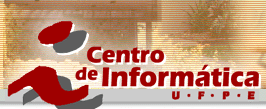 Centro
de Informática
U • F • P • E